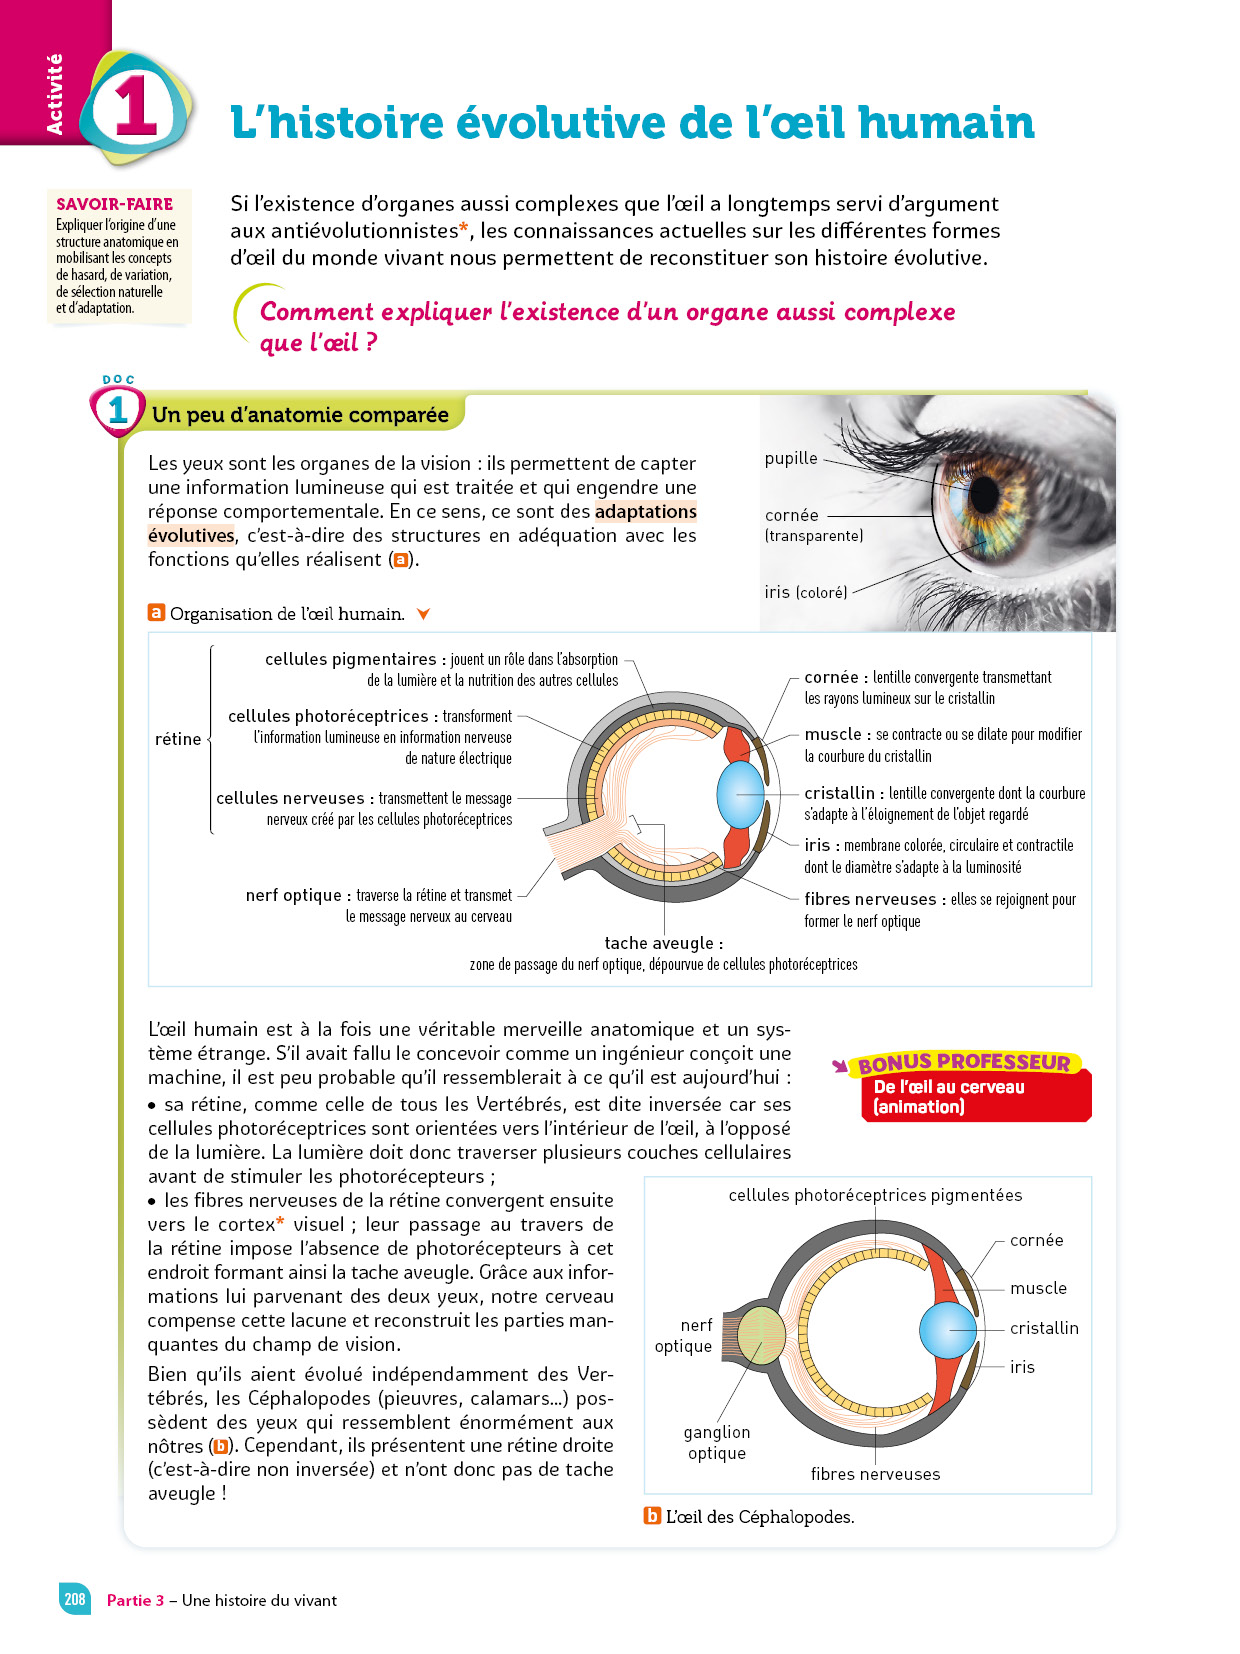 Activité
1
L'histoire évolutive de l'œil humain
SAVOIR-FAIRE
Expliquer l'origine d'une
structure anatomique en
mobilisant les concepts
de hasard, de variation,
de sélection naturelle
et d'adaptation.
Si l'existence d'organes aussi complexes que l'œil a longtemps servi d'argument
aux antiévolutionnistes*, les connaissances actuelles sur les différentes formes
d'œil du monde vivant nous permettent de reconstituer son histoire évolutive.
Comment expliquer l'existence d'un organe aussi complexe
que l'œil ?
DOC
1
Un peu d'anatomie comparée
Les yeux sont les organes de la vision : ils permettent de capter
une information lumineuse qui est traitée et qui engendre une
réponse comportementale. En ce sens, ce sont des adaptations
évolutives, c'est-à-dire des structures en adéquation avec les
fonctions qu'elles réalisent (a).
pupille
cornée
(transparente)
iris (coloré)
a Organisation de l'œil humain.
rétine
cellules pigmentaires : jouent un rôle dans l'absorption
de la lumière et la nutrition des autres cellules
cellules photoréceptrices : transforment
l'information lumineuse en information nerveuse
de nature électrique
cellules nerveuses : transmettent le message
nerveux créé par les cellules photoréceptrices
nerf optique : traverse la rétine et transmet
le message nerveux au cerveau
tache aveugle :
zone de passage du nerf optique, dépourvue de cellules photoréceptrices
cornée : lentille convergente transmettant
les rayons lumineux sur le cristallin
muscle : se contracte ou se dilate pour modifier
la courbure du cristallin
cristallin : lentille convergente dont la courbure
s'adapte à l'éloignement de l'objet regardé
iris : membrane colorée, circulaire et contractile
dont le diamètre s'adapte à la luminosité
fibres nerveuses : elles se rejoignent pour
former le nerf optique
L'œil humain est à la fois une véritable merveille anatomique et un sys-
tème étrange. S'il avait fallu le concevoir comme un ingénieur conçoit une
machine, il est peu probable qu'il ressemblerait à ce qu'il est aujourd'hui :
• sa rétine, comme celle de tous les Vertébrés, est dite inversée car ses
cellules photoréceptrices sont orientées vers l'intérieur de l'œil, à l'opposé
de la lumière. La lumière doit donc traverser plusieurs couches cellulaires
avant de stimuler les photorécepteurs ;
• les fibres nerveuses de la rétine convergent ensuite
vers le cortex* visuel ; leur passage au travers de
la rétine impose l'absence de photorécepteurs à cet
endroit formant ainsi la tache aveugle. Grâce aux infor-
mations lui parvenant des deux yeux, notre cerveau
compense cette lacune et reconstruit les parties man-
quantes du champ de vision.
Bien qu'ils aient évolué indépendamment des Ver-
tébrés, les Céphalopodes (pieuvres, calamars...) pos-
sèdent des yeux qui ressemblent énormément aux
nôtres (b). Cependant, ils présentent une rétine droite
(c'est-à-dire non inversée) et n'ont donc pas de tache
aveugle !
BONUS PROFESSEUR
De l'œil au cerveau
(animation)
cellules photoréceptrices pigmentées
cornée
muscle
cristallin
iris
nerf
optique
ganglion
optique
fibres nerveuses
b L'œil des Céphalopodes.
208
Partie 3 – Une histoire du vivant